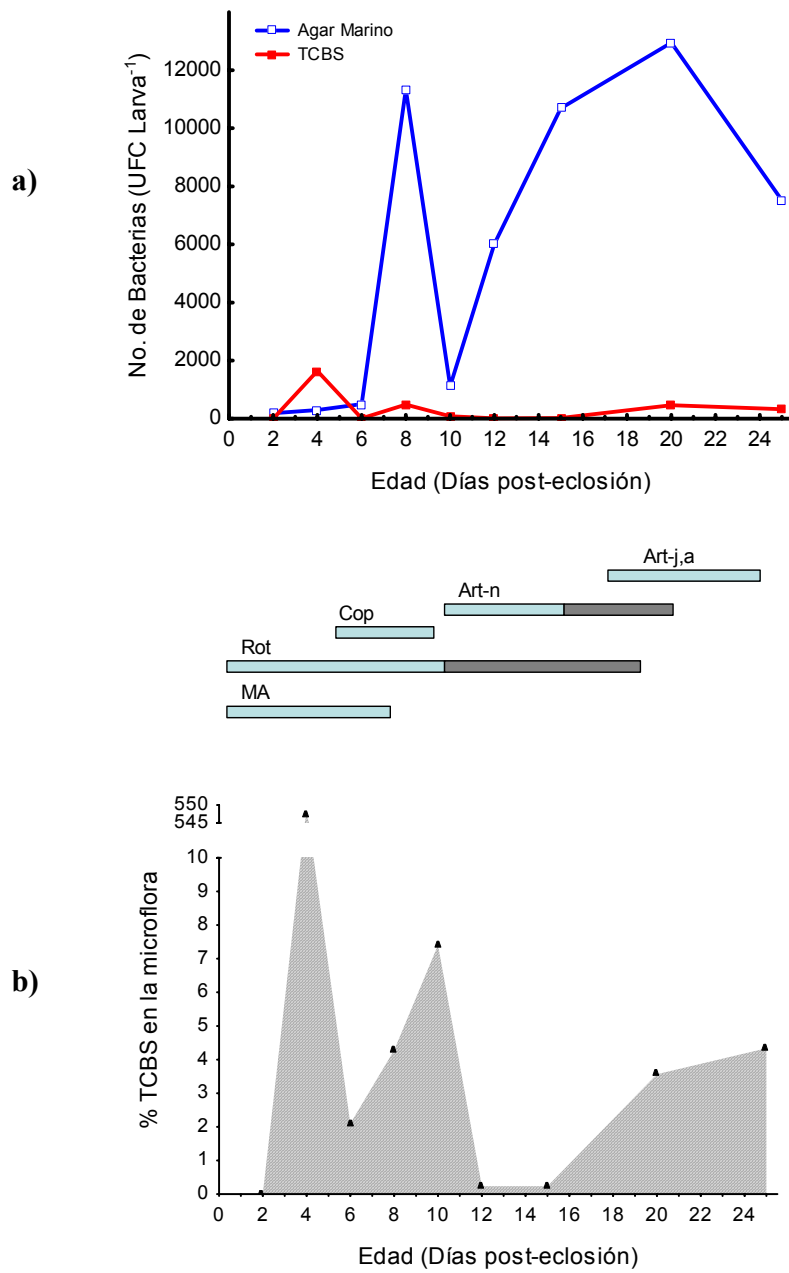 Agar Marino
TCBS
a)
No. de Bacterias (UFC Larva⁻¹)
12000
10000
8000
6000
4000
2000
0
0 2 4 6 8 10 12 14 16 18 20 22 24
Edad (Días post-eclosión)
Art-j,a
Art-n
Cop
Rot
MA
b)
% TCBS en la microflora
550
545
10
9
8
7
6
5
4
3
2
1
0
0 2 4 6 8 10 12 14 16 18 20 22 24
Edad (Días post-eclosión)